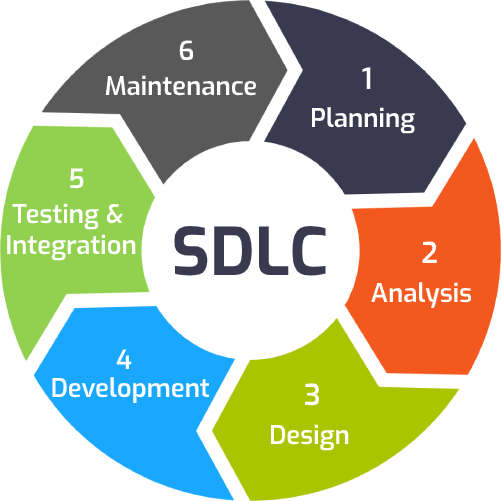 SDLC
1
Planning
2
Analysis
3
Design
4
Development
5
Testing &
Integration
6
Maintenance